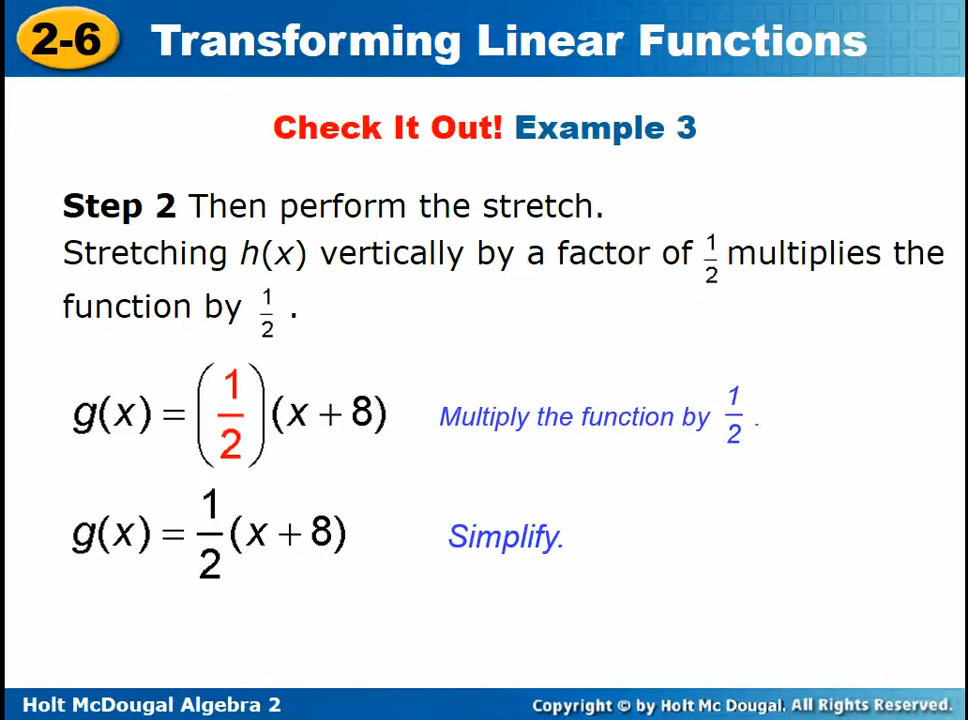 2-6 Transforming Linear Functions
Check It Out! Example 3
Step 2 Then perform the stretch.
Stretching h(x) vertically by a factor of 1/2 multiplies the
function by 1/2 .
g(x) = (1/2)(x + 8) Multiply the function by 1/2 .
g(x) = 1/2(x + 8) Simplify.
Holt McDougal Algebra 2 Copyright © by Holt Mc Dougal. All Rights Reserved.